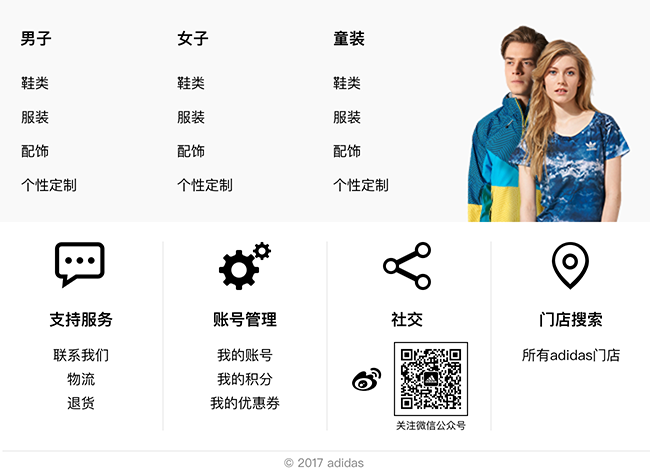 男子
女子
童装
鞋类
鞋类
鞋类
服装
服装
服装
配饰
配饰
配饰
个性定制
个性定制
个性定制
支持服务
账号管理
社交
门店搜索
联系我们
物流
退货
我的账号
我的积分
我的优惠券
关注微信公众号
所有adidas门店
© 2017 adidas